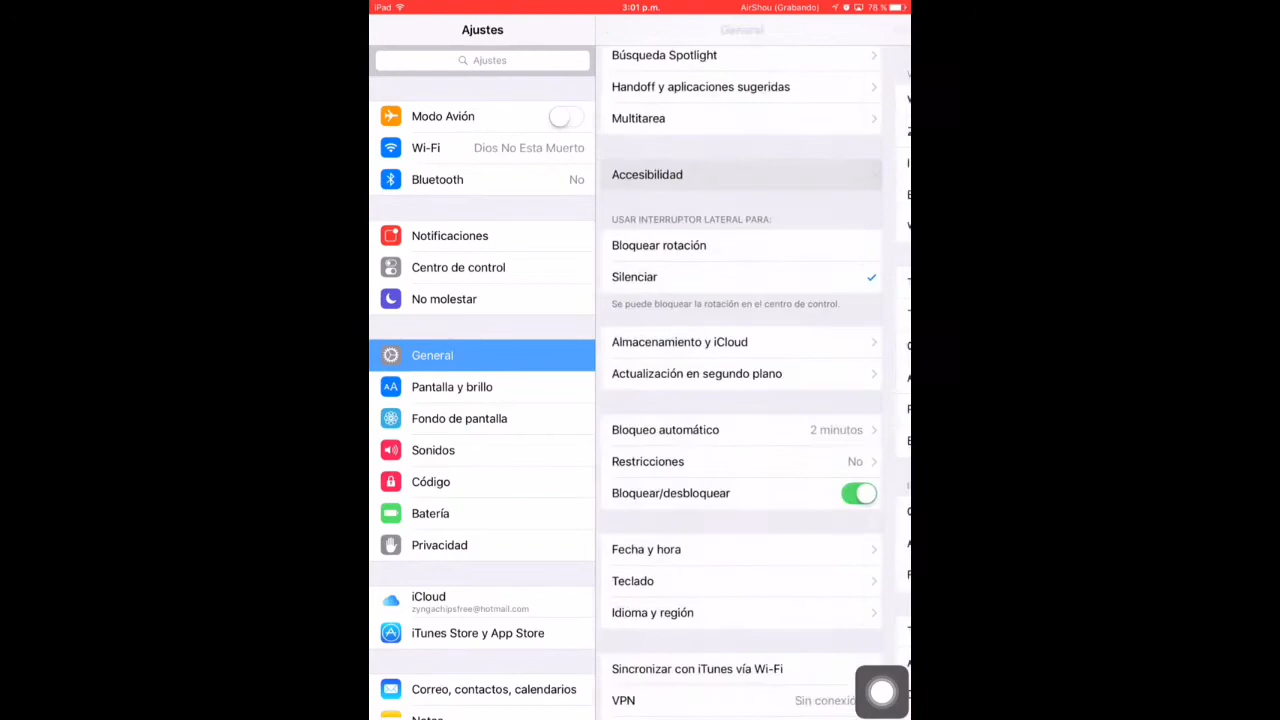 iPad 3:01 p.m. AirShou (Grabando) 78 %
Ajustes
General
Ajustes
Modo Avión
Wi-Fi Dios No Esta Muerto
Bluetooth No
Notificaciones
Centro de control
No molestar
General
Pantalla y brillo
Fondo de pantalla
Sonidos
Código
Batería
Privacidad
iCloud
zyngachipsfree@hotmail.com
iTunes Store y App Store
Correo, contactos, calendarios
Búsqueda Spotlight
Handoff y aplicaciones sugeridas
Multitarea
Accesibilidad
USAR INTERRUPTOR LATERAL PARA:
Bloquear rotación
Silenciar
Se puede bloquear la rotación en el centro de control.
Almacenamiento y iCloud
Actualización en segundo plano
Bloqueo automático 2 minutos
Restricciones No
Bloquear/desbloquear
Fecha y hora
Teclado
Idioma y región
Sincronizar con iTunes vía Wi-Fi
VPN Sin conexió